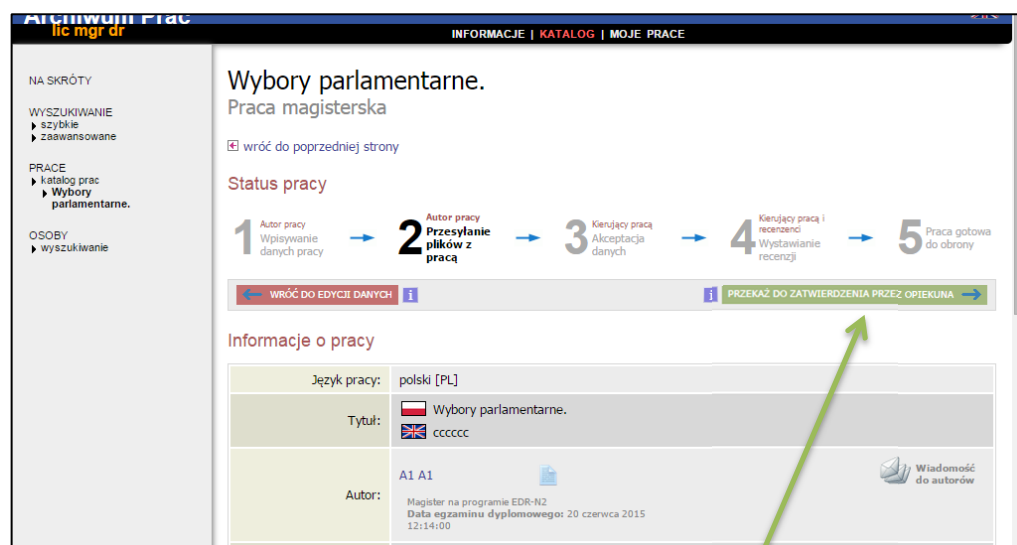 Archiwum Prac
lic mgr dr
INFORMACJE | KATALOG | MOJE PRACE
NA SKRÓTY
WYSZUKIWANIE
szybkie
zaawansowane
PRACE
katalog prac
Wybory
parlamentarne.
OSOBY
wyszukiwanie
Wybory parlamentarne.
Praca magisterska
wróć do poprzedniej strony
Status pracy
1 Autor pracy
Wpisywanie
danych pracy
2 Autor pracy
Przesyłanie
plików z
pracą
3 Kierujący pracą
Akceptacja
danych
4 Kierujący pracą i
recenzenci
Wystawianie
recenzji
5 Praca gotowa
do obrony
WRÓĆ DO EDYCJI DANYCH i
i PRZEKAŻ DO ZATWIERDZENIA PRZEZ OPIEKUNA
Informacje o pracy
Język pracy: polski [PL]
Tytuł: Wybory parlamentarne.
cccccc
Autor: A1 A1
Wiadomość
do autorów
Magister na programie EDR-N2
Data egzaminu dyplomowego: 20 czerwca 2015
12:14:00